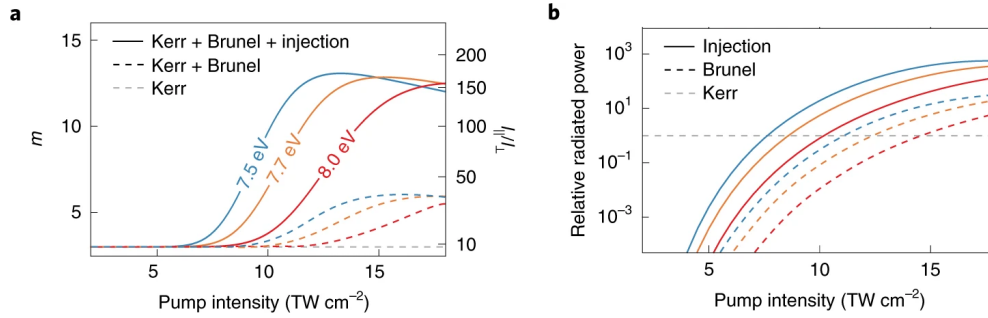 a
15
10
5
m
Kerr + Brunel + injection
Kerr + Brunel
Kerr
7.5 eV
7.7 eV
8.0 eV
200
150
100
50
10
I∥/I⊥
5
10
15
Pump intensity (TW cm⁻²)
b
10³
10¹
10⁻¹
10⁻³
Relative radiated power
Injection
Brunel
Kerr
5
10
15
Pump intensity (TW cm⁻²)